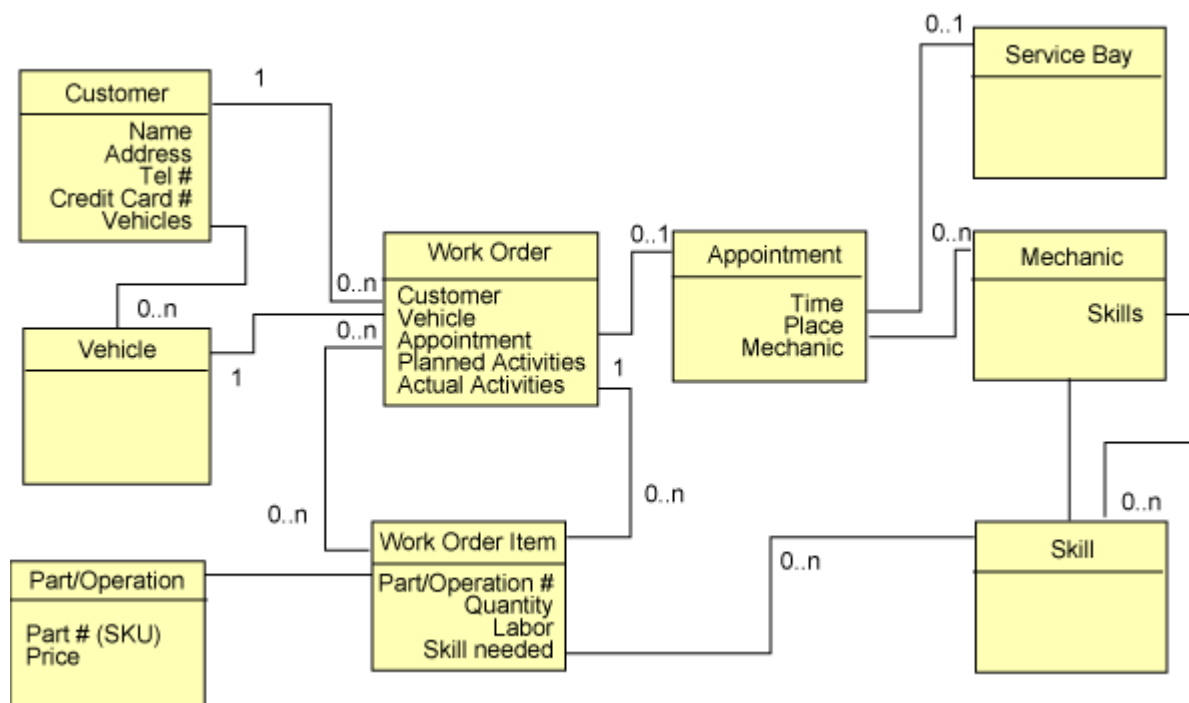 Customer
Name
Address
Tel #
Credit Card #
Vehicles
1
0..n
0..n
Vehicle
1
Work Order
Customer
Vehicle
Appointment
Planned Activities
Actual Activities
0..n
1
0..n
0..n
0..1
Appointment
Time
Place
Mechanic
0..1
Service Bay
0..n
Mechanic
Skills
0..n
Skill
0..n
Work Order Item
Part/Operation #
Quantity
Labor
Skill needed
Part/Operation
Part # (SKU)
Price